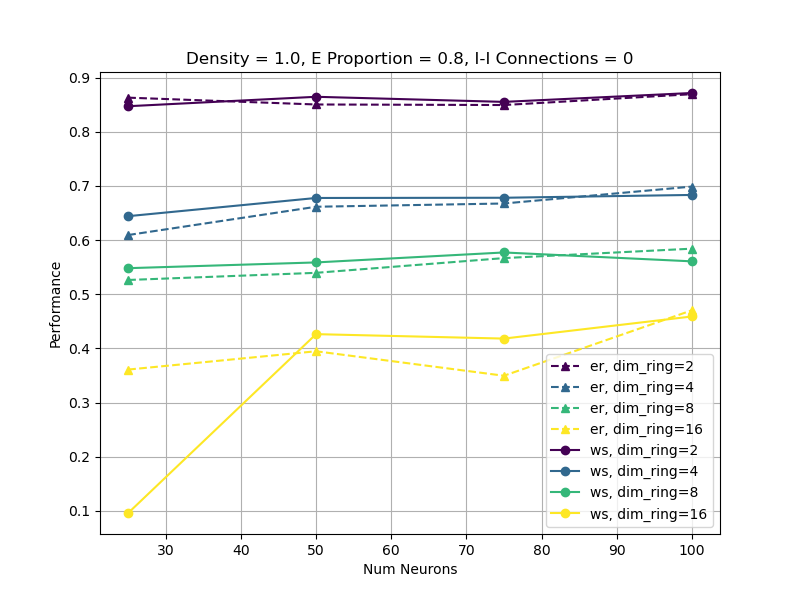 Density = 1.0, E Proportion = 0.8, I-I Connections = 0
0.9
0.8
0.7
0.6
0.5
0.4
0.3
0.2
0.1
Performance
30 40 50 60 70 80 90 100
Num Neurons
er, dim_ring=2
er, dim_ring=4
er, dim_ring=8
er, dim_ring=16
ws, dim_ring=2
ws, dim_ring=4
ws, dim_ring=8
ws, dim_ring=16